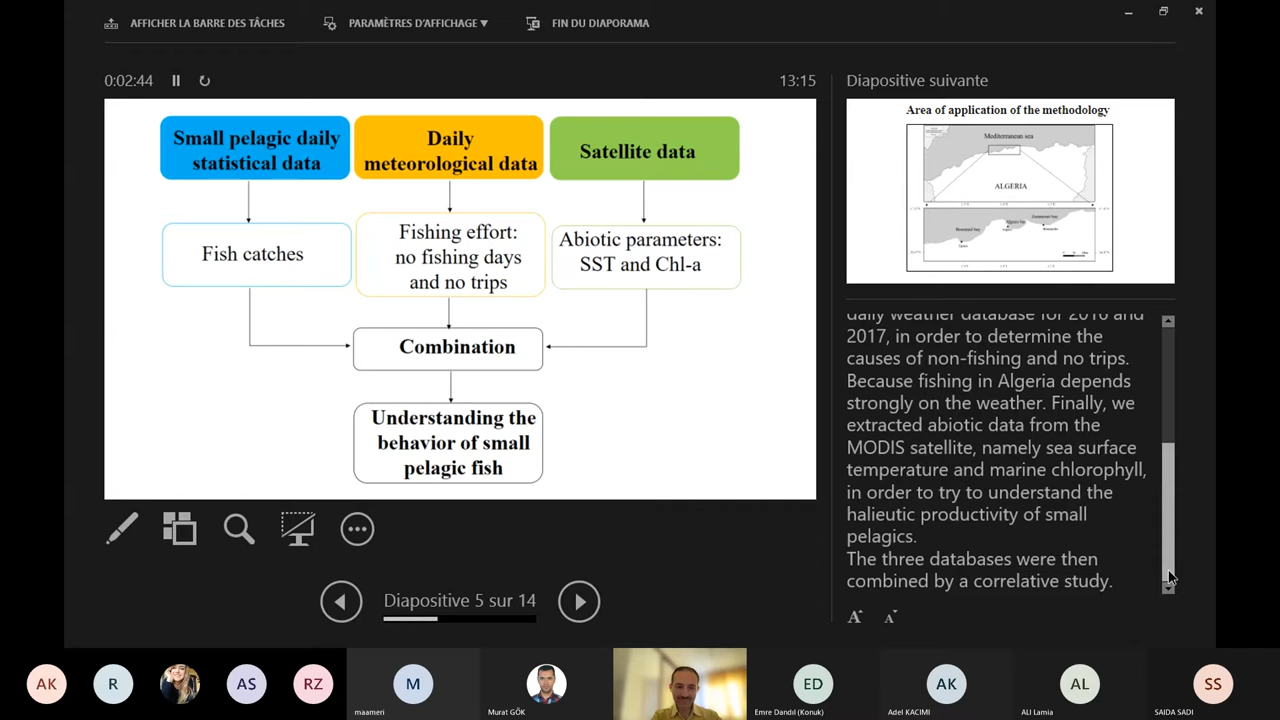 AFFICHER LA BARRE DES TÂCHES
PARAMÈTRES D'AFFICHAGE ▼
FIN DU DIAPORAMA
0:02:44
13:15
Small pelagic daily
statistical data
Daily
meteorological data
Satellite data
Fish catches
Fishing effort:
no fishing days
and no trips
Abiotic parameters:
SST and Chl-a
Combination
Understanding the
behavior of small
pelagic fish
Diapositive 5 sur 14
Diapositive suivante
Area of application of the methodology
Mediterranean sea
ALGERIA
daily weather database for 2016 and
2017, in order to determine the
causes of non-fishing and no trips.
Because fishing in Algeria depends
strongly on the weather. Finally, we
extracted abiotic data from the
MODIS satellite, namely sea surface
temperature and marine chlorophyll,
in order to try to understand the
halieutic productivity of small
pelagics.
The three databases were then
combined by a correlative study.
A A
AK
R
AS
RZ
M
maameri
Murat GÖK
ED
Emre Dandıl (Konuk)
AK
Adel KACIMI
AL
ALI Lamia
SS
SAIDA SADI